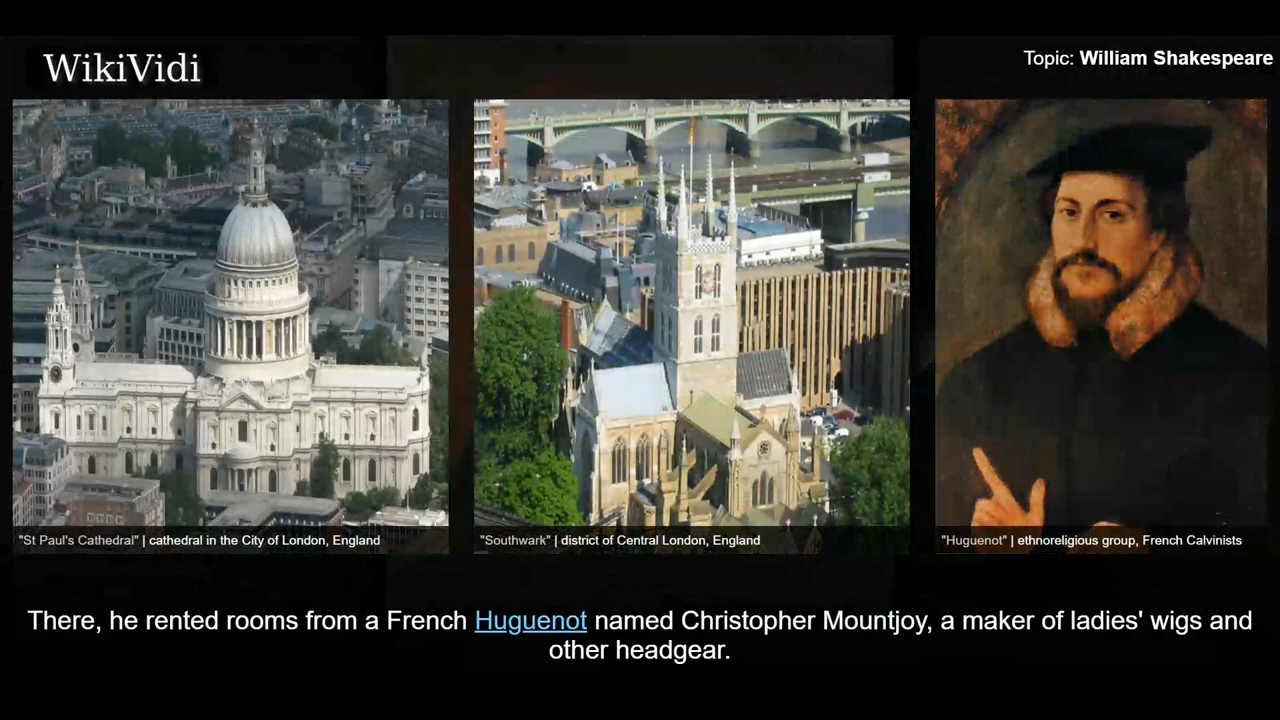 WikiVidi
Topic: William Shakespeare
"St Paul's Cathedral" | cathedral in the City of London, England
"Southwark" | district of Central London, England
"Huguenot" | ethnoreligious group, French Calvinists
There, he rented rooms from a French Huguenot named Christopher Mountjoy, a maker of ladies' wigs and
other headgear.